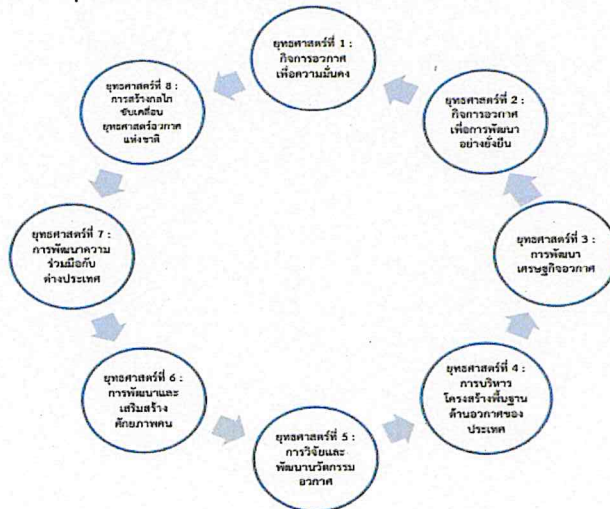 ยุทธศาสตร์ที่ 1 :
กิจการอวกาศ
เพื่อความมั่นคง
ยุทธศาสตร์ที่ 2 :
กิจการอวกาศ
เพื่อการพัฒนา
อย่างยั่งยืน
ยุทธศาสตร์ที่ 3 :
การพัฒนา
เศรษฐกิจอวกาศ
ยุทธศาสตร์ที่ 4 :
การบริหาร
โครงสร้างพื้นฐาน
ด้านอวกาศของ
ประเทศ
ยุทธศาสตร์ที่ 5 :
การวิจัยและ
พัฒนานวัตกรรม
อวกาศ
ยุทธศาสตร์ที่ 6 :
การพัฒนาและ
เสริมสร้าง
ศักยภาพคน
ยุทธศาสตร์ที่ 7 :
การพัฒนาความ
ร่วมมือกับ
ต่างประเทศ
ยุทธศาสตร์ที่ 8 :
การสร้างกลไก
ขับเคลื่อน
ยุทธศาสตร์อวกาศ
แห่งชาติ